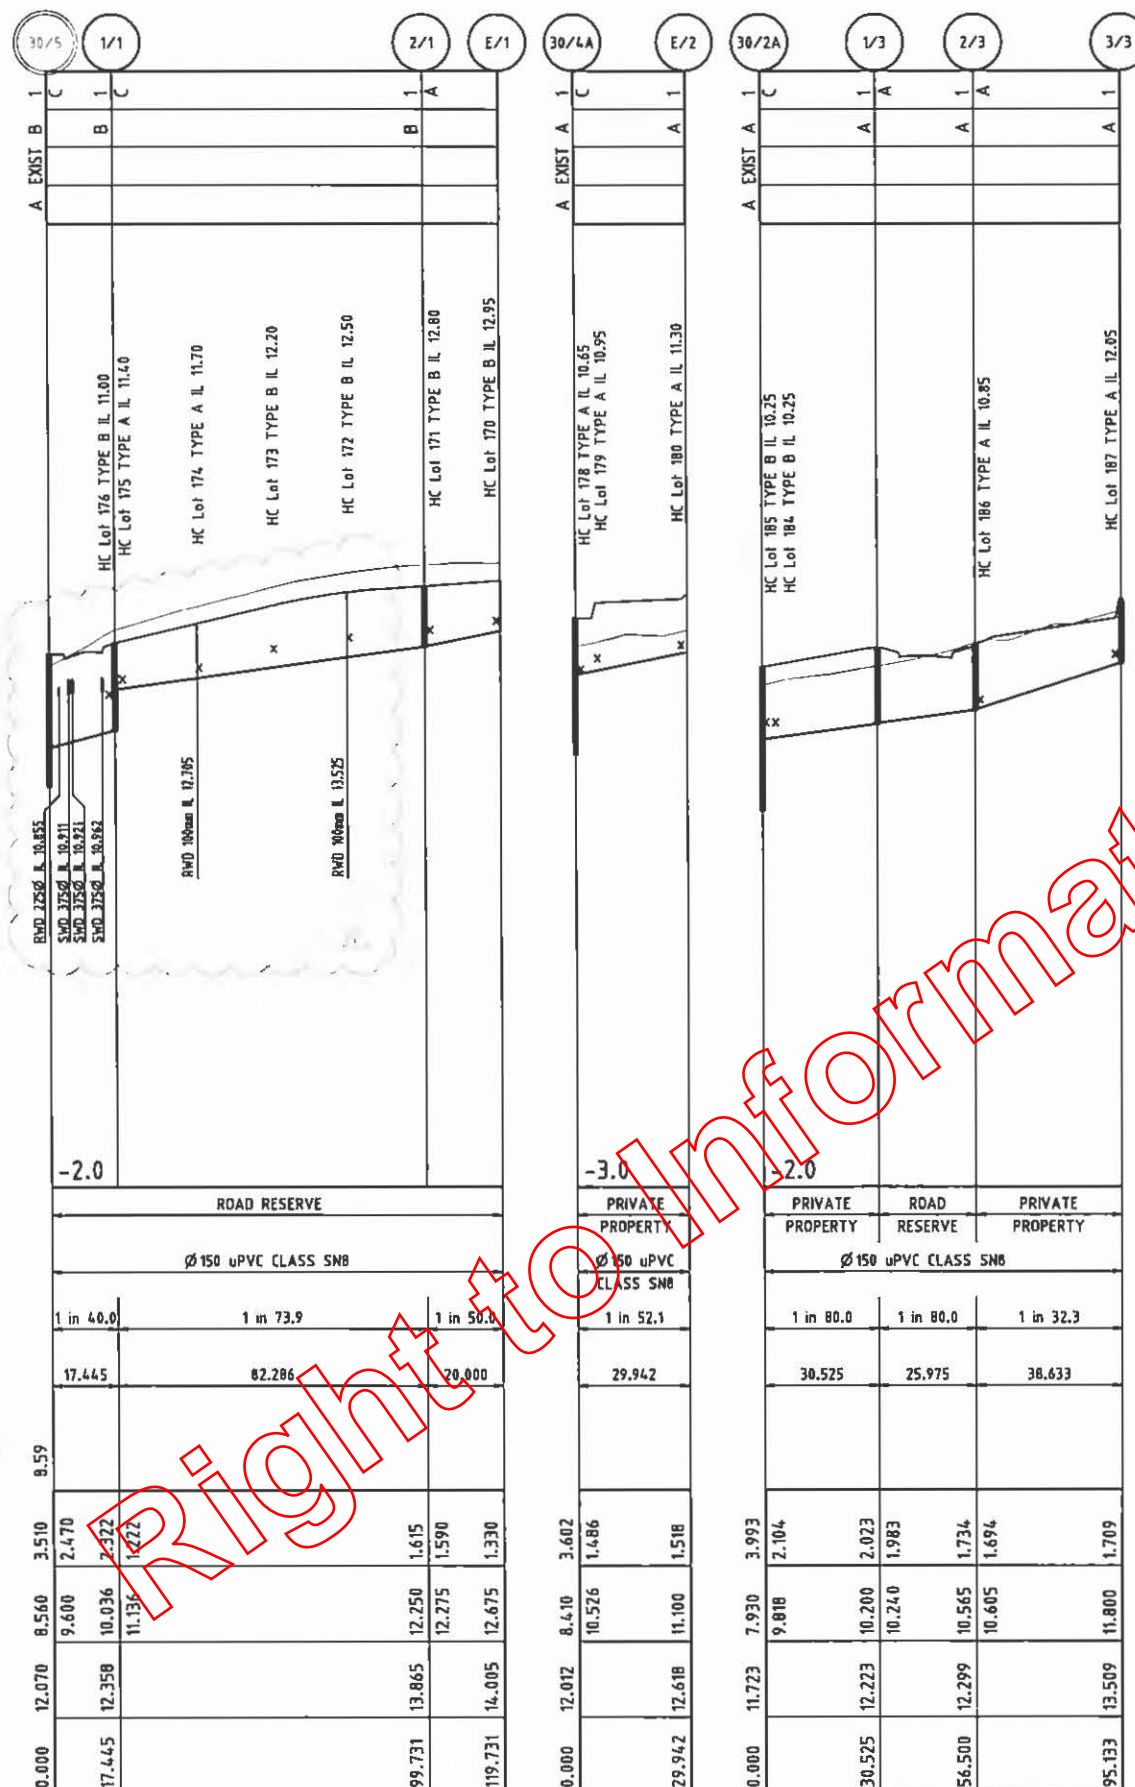 30/5 1/1 2/1 E/1 30/4A E/2 30/2A 1/3 2/3 3/3
1 C 1 C 1 A 1 C 1 1 C 1 A 1 A 1
A EXIST B B B A EXIST A A A EXIST A A A A
HC Lot 176 TYPE B IL 11.00
HC Lot 175 TYPE A IL 11.40
HC Lot 174 TYPE A IL 11.70
HC Lot 173 TYPE B IL 12.20
HC Lot 172 TYPE B IL 12.50
HC Lot 171 TYPE B IL 12.80
HC Lot 170 TYPE B IL 12.95
HC Lot 178 TYPE A IL 10.65
HC Lot 179 TYPE A IL 10.95
HC Lot 180 TYPE A IL 11.30
HC Lot 185 TYPE B IL 10.25
HC Lot 184 TYPE B IL 10.25
HC Lot 186 TYPE A IL 10.85
HC Lot 187 TYPE A IL 12.05
RWD 225Ø IL 10.855
SWD 375Ø IL 10.911
SWD 375Ø IL 10.921
SWD 375Ø IL 10.962
RWD 100mm IL 12.705
RWD 100mm IL 13.525
-2.0 -3.0 -2.0
ROAD RESERVE
PRIVATE PROPERTY
PRIVATE PROPERTY
ROAD RESERVE
PRIVATE PROPERTY
Ø150 uPVC CLASS SN8
Ø150 uPVC CLASS SN8
Ø150 uPVC CLASS SN8
1 in 40.0 1 in 73.9 1 in 50.0 1 in 52.1 1 in 80.0 1 in 80.0 1 in 32.3
17.445 82.286 20.000 29.942 30.525 25.975 38.633
8.59
3.510 2.470 2.322 1.222 1.615 1.590 1.330 3.602 1.486 1.518 3.993 2.104 2.023 1.983 1.734 1.694 1.709
8.560 9.600 10.036 11.136 12.250 12.275 12.675 8.410 10.526 11.100 7.930 9.818 10.200 10.240 10.565 10.605 11.800
12.070 12.358 13.865 14.005 12.012 12.618 11.723 12.223 12.299 13.509
0.000 17.445 99.731 119.731 0.000 29.942 0.000 30.525 56.500 95.133
Right to Informat